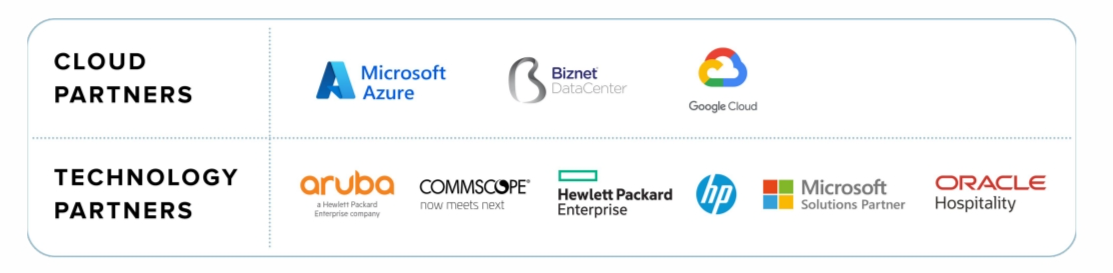 CLOUD
PARTNERS
Microsoft
Azure
Biznet
DataCenter
Google Cloud
TECHNOLOGY
PARTNERS
aruba
a Hewlett Packard
Enterprise company
COMMSCOPE®
now meets next
Hewlett Packard
Enterprise
hp
Microsoft
Solutions Partner
ORACLE
Hospitality